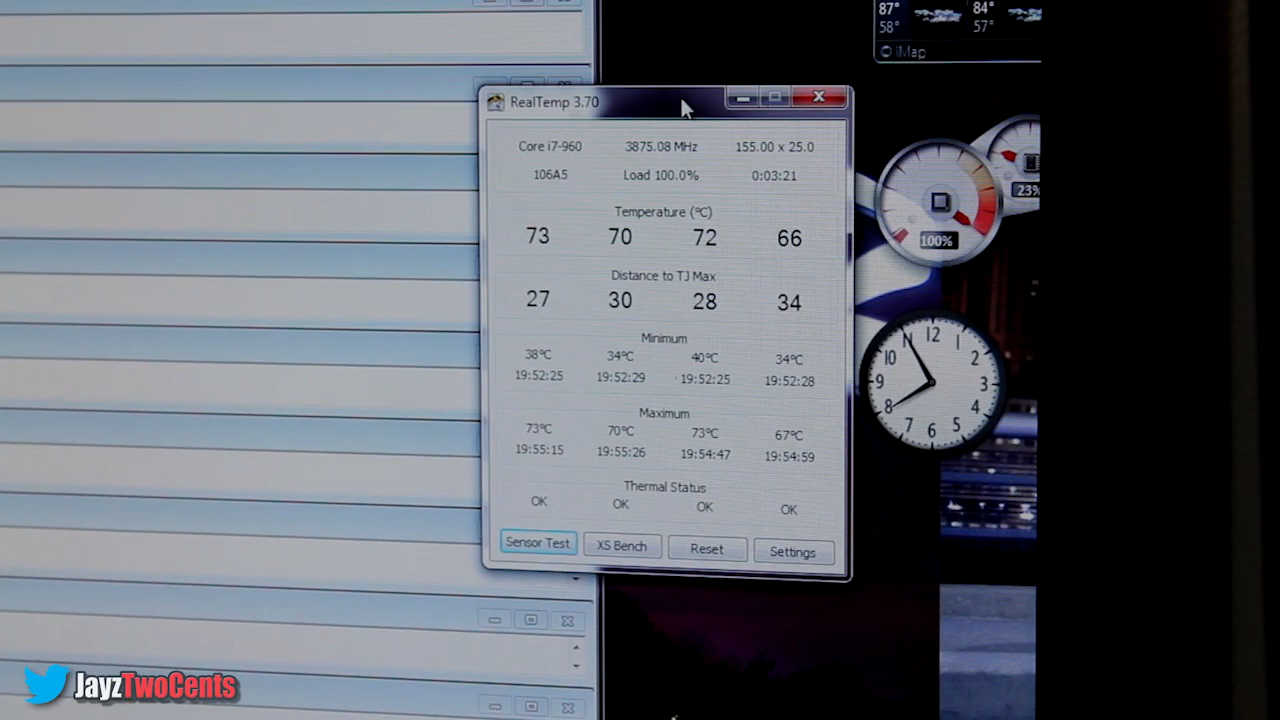 87° 84°
58° 57°
© iMap
RealTemp 3.70
Core i7-960 3875.08 MHz 155.00 x 25.0
106A5 Load 100.0% 0:03:21
Temperature (°C)
73 70 72 66
Distance to TJ Max
27 30 28 34
Minimum
38°C 34°C 40°C 34°C
19:52:25 19:52:29 19:52:25 19:52:28
Maximum
73°C 70°C 73°C 67°C
19:55:15 19:55:26 19:54:47 19:54:59
Thermal Status
OK OK OK OK
Sensor Test XS Bench Reset Settings
23%
100%
12 1 2 3 4 5 6 7 8 9 10 11
JayzTwoCents